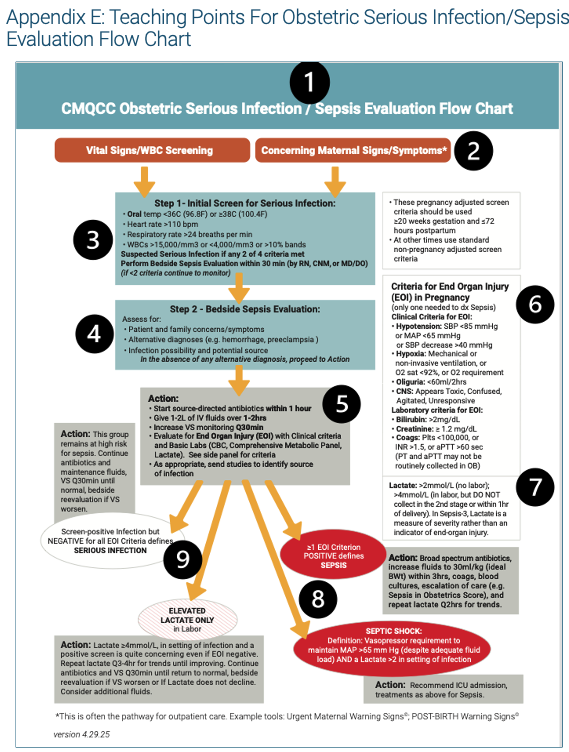 Appendix E: Teaching Points For Obstetric Serious Infection/Sepsis
Evaluation Flow Chart
1
CMQCC Obstetric Serious Infection / Sepsis Evaluation Flow Chart
Vital Signs/WBC Screening
Concerning Maternal Signs/Symptoms*
2
3
Step 1- Initial Screen for Serious Infection:
• Oral temp <36C (96.8F) or ≥38C (100.4F)
• Heart rate >110 bpm
• Respiratory rate >24 breaths per min
• WBCs >15,000/mm3 or <4,000/mm3 or >10% bands
Suspected Serious Infection if any 2 of 4 criteria met
Perform Bedside Sepsis Evaluation within 30 min (by RN, CNM, or MD/DO)
(if <2 criteria continue to monitor)
• These pregnancy adjusted screen
criteria should be used
≥20 weeks gestation and ≤72
hours postpartum
• At other times use standard
non-pregnancy adjusted screen
criteria
4
Step 2 - Bedside Sepsis Evaluation:
Assess for:
• Patient and family concerns/symptoms
• Alternative diagnoses (e.g. hemorrhage, preeclampsia )
• Infection possibility and potential source
In the absence of any alternative diagnosis, proceed to Action
6
Criteria for End Organ Injury
(EOI) in Pregnancy
(only one needed to dx Sepsis)
Clinical Criteria for EOI:
• Hypotension: SBP <85 mmHg
or MAP <65 mmHg
or SBP decrease >40 mmHg
• Hypoxia: Mechanical or
non-invasive ventilation, or
O2 sat <92%, or O2 requirement
• Oliguria: <60ml/2hrs
• CNS: Appears Toxic, Confused,
Agitated, Unresponsive
Laboratory criteria for EOI:
• Bilirubin: >2mg/dL
• Creatinine: ≥ 1.2 mg/dL
• Coags: Plts <100,000, or
INR >1.5, or aPTT >60 sec
(PT and aPTT may not be
routinely collected in OB)
5
Action:
• Start source-directed antibiotics within 1 hour
• Give 1-2L of IV fluids over 1-2hrs
• Increase VS monitoring Q30min
• Evaluate for End Organ Injury (EOI) with Clinical criteria
and Basic Labs (CBC, Comprehensive Metabolic Panel,
Lactate). See side panel for criteria
• As appropriate, send studies to identify source
of infection
Action: This group
remains at high risk
for sepsis. Continue
antibiotics and
maintenance fluids,
VS Q30min until
normal, bedside
reevaluation if VS
worsen.
7
Lactate: >2mmol/L (no labor);
>4mmol/L (in labor, but DO NOT
collect in the 2nd stage or within 1hr
of delivery). In Sepsis-3, Lactate is a
measure of severity rather than an
indicator of end-organ injury.
Screen-positive Infection but
NEGATIVE for all EOI Criteria defines
SERIOUS INFECTION
9
≥1 EOI Criterion
POSITIVE defines
SEPSIS
Action: Broad spectrum antibiotics,
increase fluids to 30ml/kg (ideal
BWt) within 3hrs, coags, blood
cultures, escalation of care (e.g.
Sepsis in Obstetrics Score), and
repeat lactate Q2hrs for trends.
8
ELEVATED
LACTATE ONLY
in Labor
SEPTIC SHOCK:
Definition: Vasopressor requirement to
maintain MAP >65 mm Hg (despite adequate fluid
load) AND a Lactate >2 in setting of infection
Action: Lactate ≥4mmol/L, in setting of infection and
a positive screen is quite concerning even if EOI negative.
Repeat lactate Q3-4hr for trends until improving. Continue
antibiotics and VS Q30min until return to normal, bedside
reevaluation if VS worsen or If Lactate does not decline.
Consider additional fluids.
Action: Recommend ICU admission,
treatments as above for Sepsis.
*This is often the pathway for outpatient care. Example tools: Urgent Maternal Warning Signs®; POST-BIRTH Warning Signs®
version 4.29.25